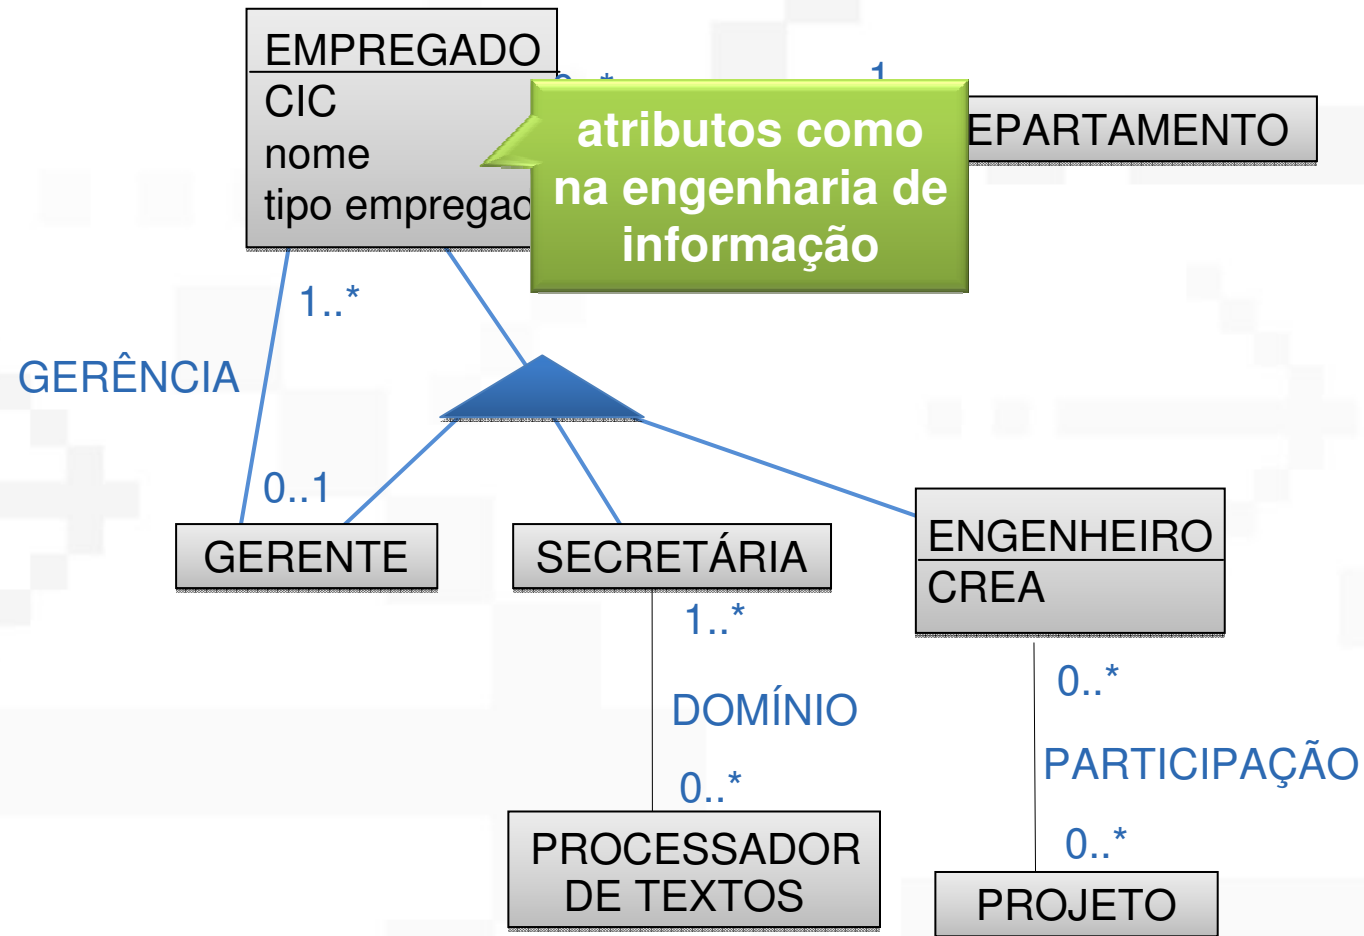 EMPREGADO
CIC
nome
tipo empregad
1
EPARTAMENTO
atributos como
na engenharia de
informação
1..*
GERÊNCIA
0..1
GERENTE
SECRETÁRIA
ENGENHEIRO
CREA
1..*
DOMÍNIO
0..*
PROCESSADOR
DE TEXTOS
0..*
PARTICIPAÇÃO
0..*
PROJETO